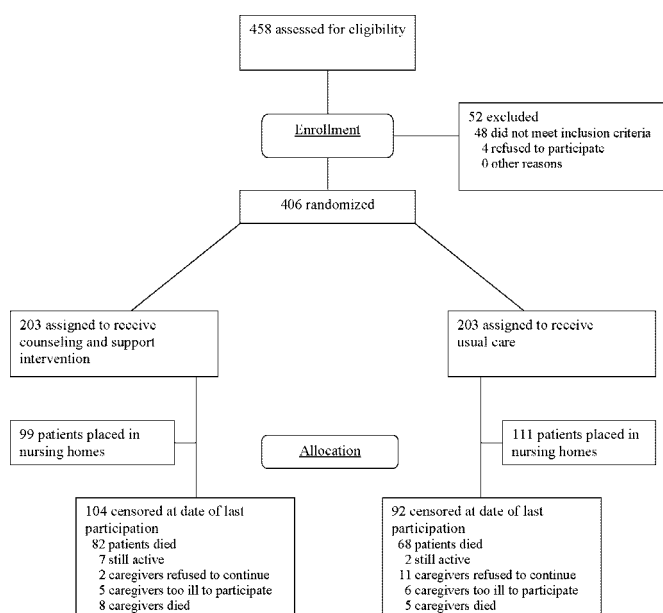 458 assessed for eligibility
Enrollment
52 excluded
48 did not meet inclusion criteria
4 refused to participate
0 other reasons
406 randomized
203 assigned to receive
counseling and support
intervention
203 assigned to receive
usual care
99 patients placed in
nursing homes
Allocation
111 patients placed in
nursing homes
104 censored at date of last
participation
82 patients died
7 still active
2 caregivers refused to continue
5 caregivers too ill to participate
8 caregivers died
92 censored at date of last
participation
68 patients died
2 still active
11 caregivers refused to continue
6 caregivers too ill to participate
5 caregivers died